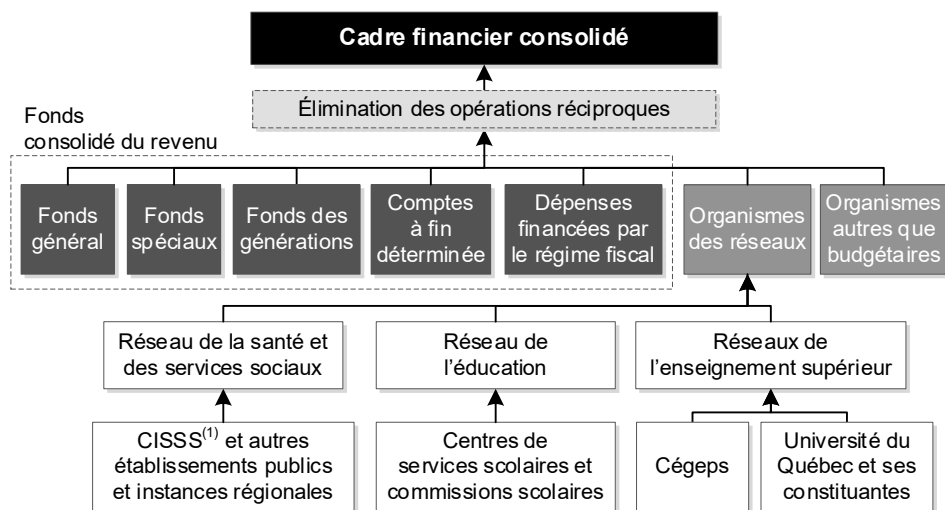 Cadre financier consolidé
Élimination des opérations réciproques
Fonds
consolidé du revenu
Fonds
général
Fonds
spéciaux
Fonds des
générations
Comptes
à fin
déterminée
Dépenses
financées par
le régime fiscal
Organismes
des réseaux
Organismes
autres que
budgétaires
Réseau de la santé et
des services sociaux
Réseau de
l’éducation
Réseaux de
l’enseignement supérieur
CISSS(1) et autres
établissements publics
et instances régionales
Centres de
services scolaires et
commissions scolaires
Cégeps
Université du
Québec et ses
constituantes